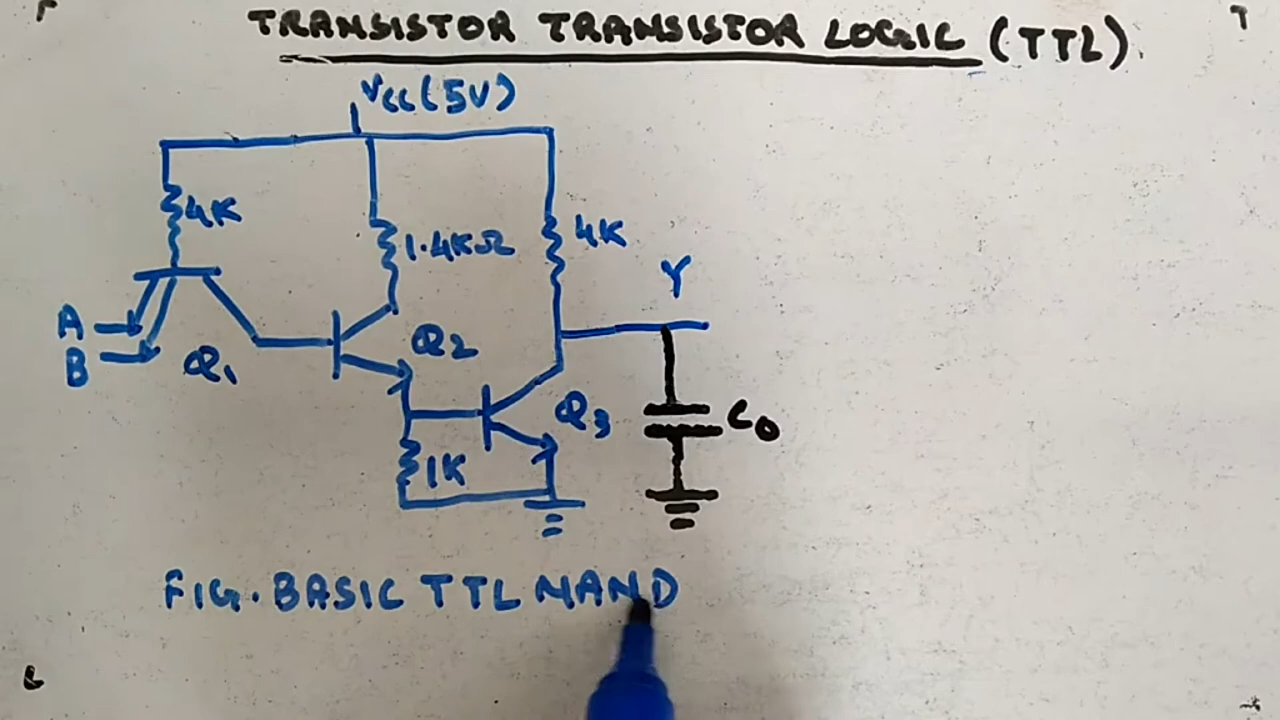 TRANSISTOR TRANSISTOR LOGIC (TTL).
VCC (5V)
4K
1.4KΩ
4K
Y
A
B
Q1
Q2
Q3
C0
1K
FIG. BASIC TTL NAND